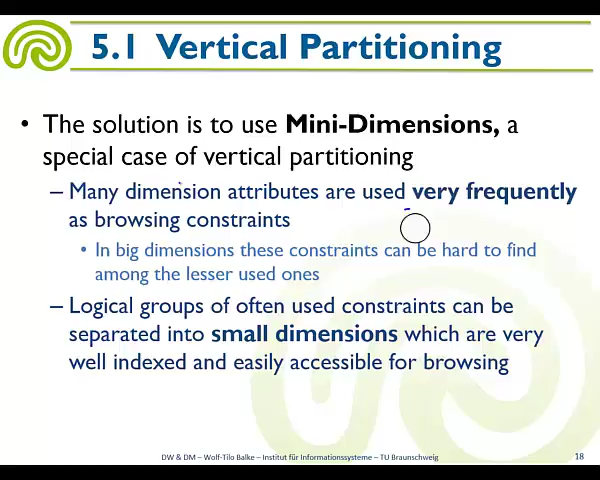 5.1 Vertical Partitioning
• The solution is to use Mini-Dimensions, a
special case of vertical partitioning
– Many dimension attributes are used very frequently
as browsing constraints
• In big dimensions these constraints can be hard to find
among the lesser used ones
– Logical groups of often used constraints can be
separated into small dimensions which are very
well indexed and easily accessible for browsing
DW & DM – Wolf-Tilo Balke – Institut für Informationssysteme – TU Braunschweig 18